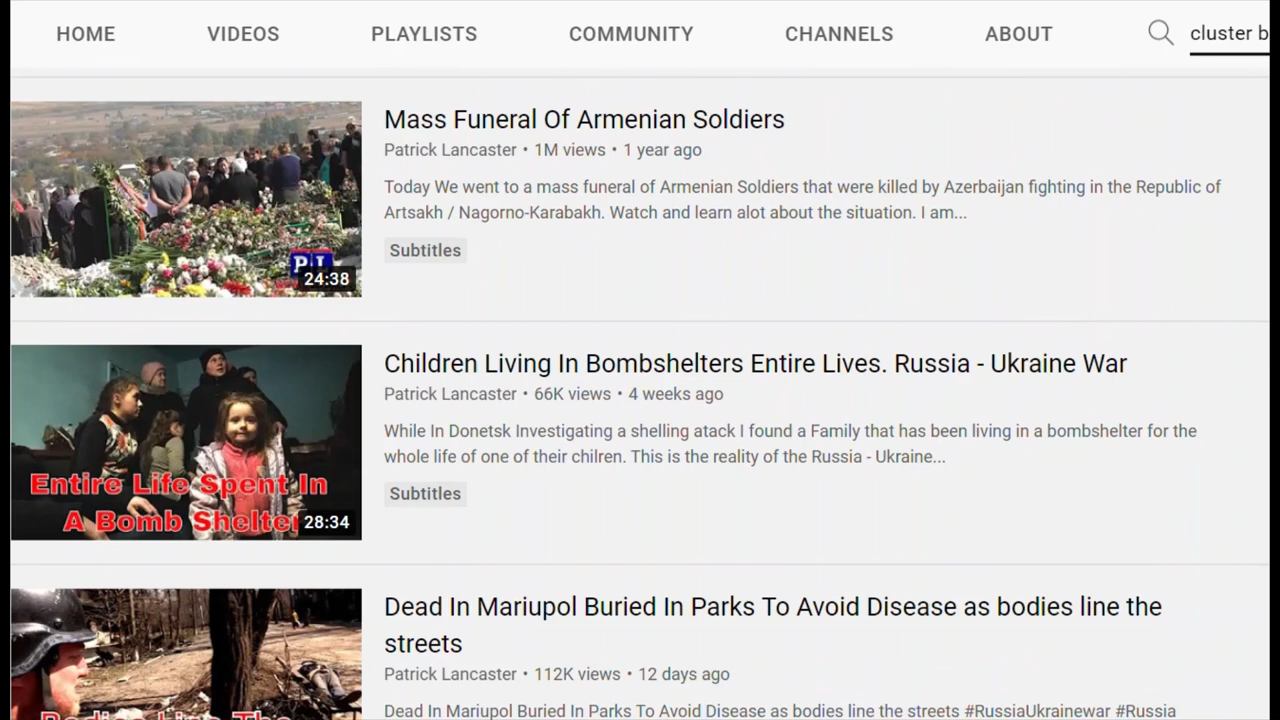 HOME VIDEOS PLAYLISTS COMMUNITY CHANNELS ABOUT cluster b
Mass Funeral Of Armenian Soldiers
Patrick Lancaster • 1M views • 1 year ago
Today We went to a mass funeral of Armenian Soldiers that were killed by Azerbaijan fighting in the Republic of
Artsakh / Nagorno-Karabakh. Watch and learn alot about the situation. I am...
Subtitles
PL
24:38
Children Living In Bombshelters Entire Lives. Russia - Ukraine War
Patrick Lancaster • 66K views • 4 weeks ago
While In Donetsk Investigating a shelling atack I found a Family that has been living in a bombshelter for the
whole life of one of their chilren. This is the reality of the Russia - Ukraine...
Subtitles
Entire Life Spent In
A Bomb Shelter
28:34
Dead In Mariupol Buried In Parks To Avoid Disease as bodies line the
streets
Patrick Lancaster • 112K views • 12 days ago
Dead In Mariupol Buried In Parks To Avoid Disease as bodies line the streets #RussiaUkrainewar #Russia
Bodies Line The